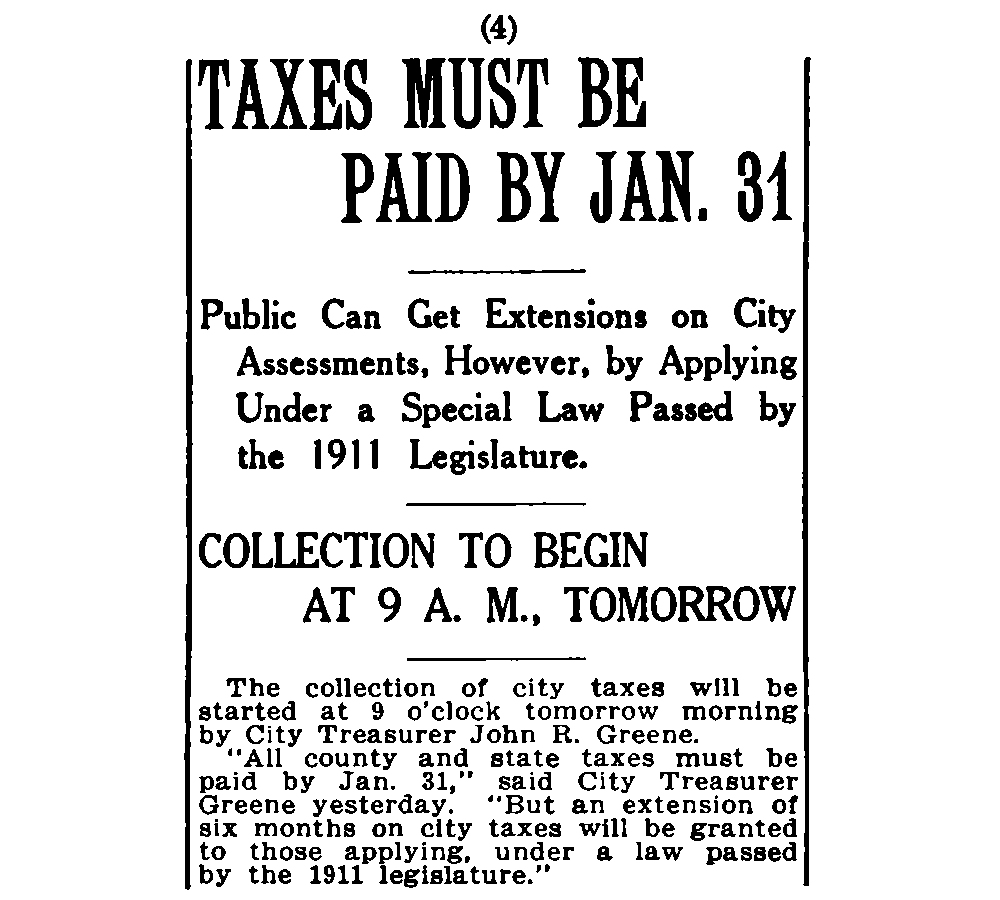 (4)
TAXES MUST BE
PAID BY JAN. 31
Public Can Get Extensions on City
Assessments, However, by Applying
Under a Special Law Passed by
the 1911 Legislature.
COLLECTION TO BEGIN
AT 9 A. M., TOMORROW
The collection of city taxes will be
started at 9 o'clock tomorrow morning
by City Treasurer John R. Greene.
"All county and state taxes must be
paid by Jan. 31," said City Treasurer
Greene yesterday. "But an extension of
six months on city taxes will be granted
to those applying, under a law passed
by the 1911 legislature."